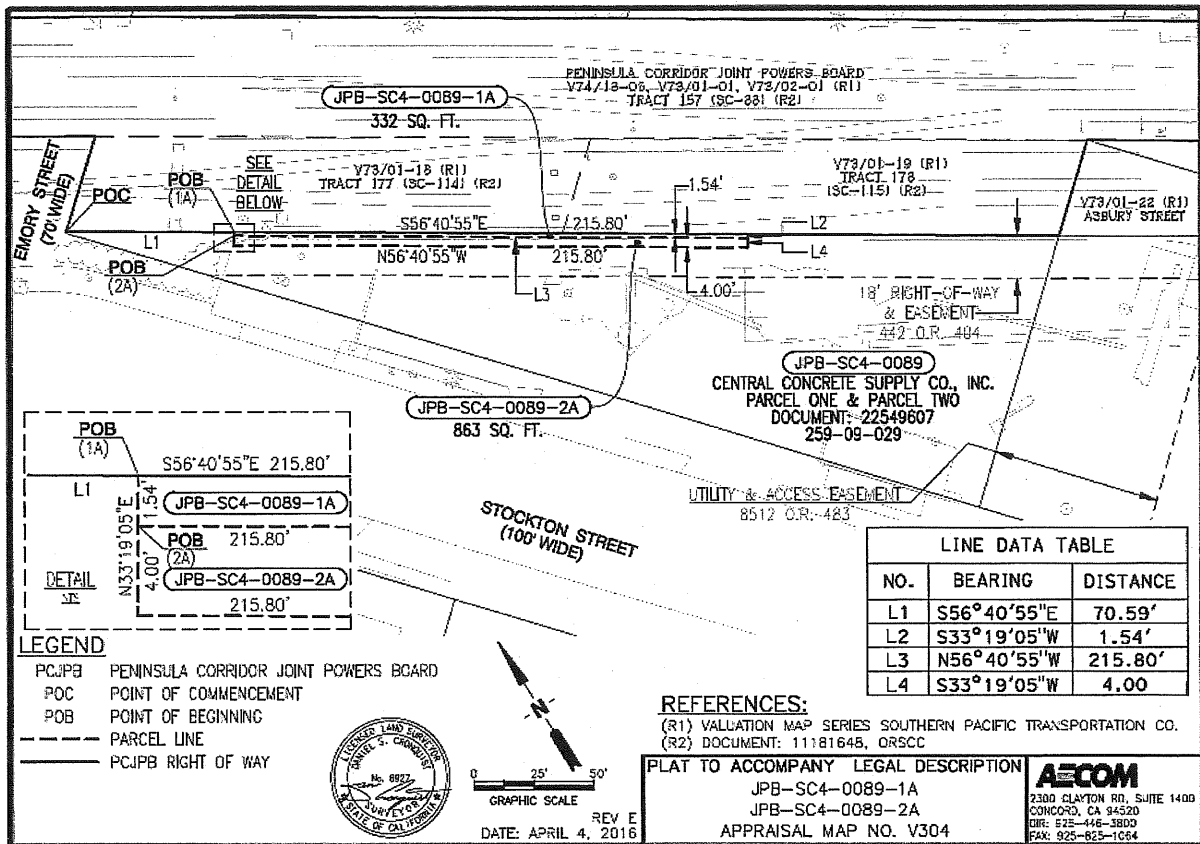 PENINSULA CORRIDOR JOINT POWERS BOARD
V74/18-06, V73/01-01, V73/02-01 (R1)
TRACT 157 (SC-88) (R2)
JPB-SC4-0089-1A
332 SQ. FT.
EMORY STREET
(70' WIDE)
POC
POB
(1A)
SEE
DETAIL
BELOW
V73/01-18 (R1)
TRACT 177 (SC-114) (R2)
V73/01-19 (R1)
TRACT 178
(SC-115) (R2)
V73/01-22 (R1)
ASBURY STREET
1.54'
S56°40'55"E 215.80'
L2
L1
N56°40'55"W 215.80'
L4
POB
(2A)
L3
4.00'
18' RIGHT-OF-WAY
& EASEMENT
442 O.R. 484
JPB-SC4-0089
CENTRAL CONCRETE SUPPLY CO., INC.
PARCEL ONE & PARCEL TWO
DOCUMENT: 22549607
259-09-029
JPB-SC4-0089-2A
863 SQ. FT.
UTILITY & ACCESS EASEMENT
8512 O.R. 483
STOCKTON STREET
(100' WIDE)
POB
(1A)
S56°40'55"E 215.80'
L1
N33°19'05"E
1.54'
JPB-SC4-0089-1A
POB
(2A)
215.80'
4.00'
JPB-SC4-0089-2A
215.80'
DETAIL
NTS
LINE DATA TABLE
NO. BEARING DISTANCE
L1 S56°40'55"E 70.59'
L2 S33°19'05"W 1.54'
L3 N56°40'55"W 215.80'
L4 S33°19'05"W 4.00
LEGEND
PCJPB PENINSULA CORRIDOR JOINT POWERS BOARD
POC POINT OF COMMENCEMENT
POB POINT OF BEGINNING
PARCEL LINE
PCJPB RIGHT OF WAY
LICENSED LAND SURVEYOR
DANIEL S. CRONQUIST
No. 8927
SURVEYOR
STATE OF CALIFORNIA
N
0 25' 50'
GRAPHIC SCALE
REV E
DATE: APRIL 4, 2016
REFERENCES:
(R1) VALUATION MAP SERIES SOUTHERN PACIFIC TRANSPORTATION CO.
(R2) DOCUMENT: 11181648, ORSCC
PLAT TO ACCOMPANY LEGAL DESCRIPTION
JPB-SC4-0089-1A
JPB-SC4-0089-2A
APPRAISAL MAP NO. V304
AECOM
2300 CLAYTON RD, SUITE 1400
CONCORD, CA 94520
DIR: 925-446-3800
FAX: 925-825-1064